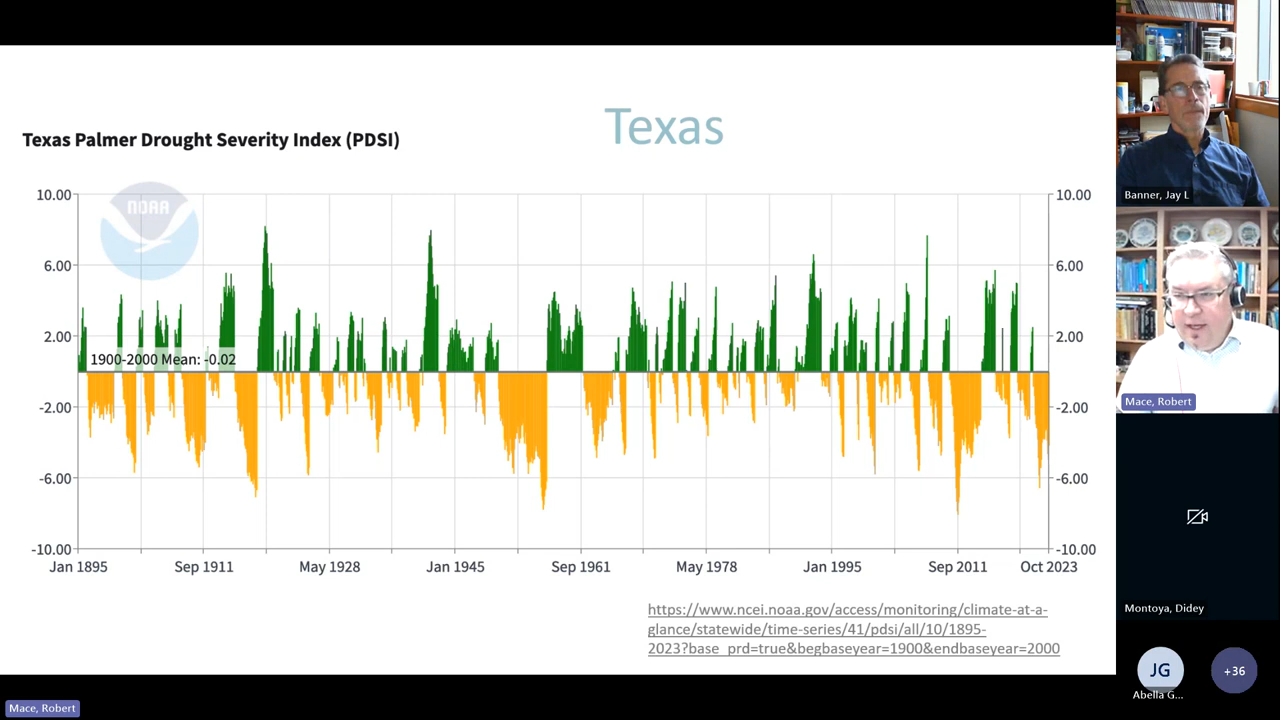 Texas
Texas Palmer Drought Severity Index (PDSI)
NOAA
10.00
6.00
2.00
-2.00
-6.00
-10.00
1900-2000 Mean: -0.02
10.00
6.00
2.00
-2.00
-6.00
-10.00
Jan 1895 Sep 1911 May 1928 Jan 1945 Sep 1961 May 1978 Jan 1995 Sep 2011 Oct 2023
https://www.ncei.noaa.gov/access/monitoring/climate-at-a-
glance/statewide/time-series/41/pdsi/all/10/1895-
2023?base_prd=true&begbaseyear=1900&endbaseyear=2000
Banner, Jay L
Mace, Robert
Montoya, Didey
JG
Abella G...
+36
Mace, Robert